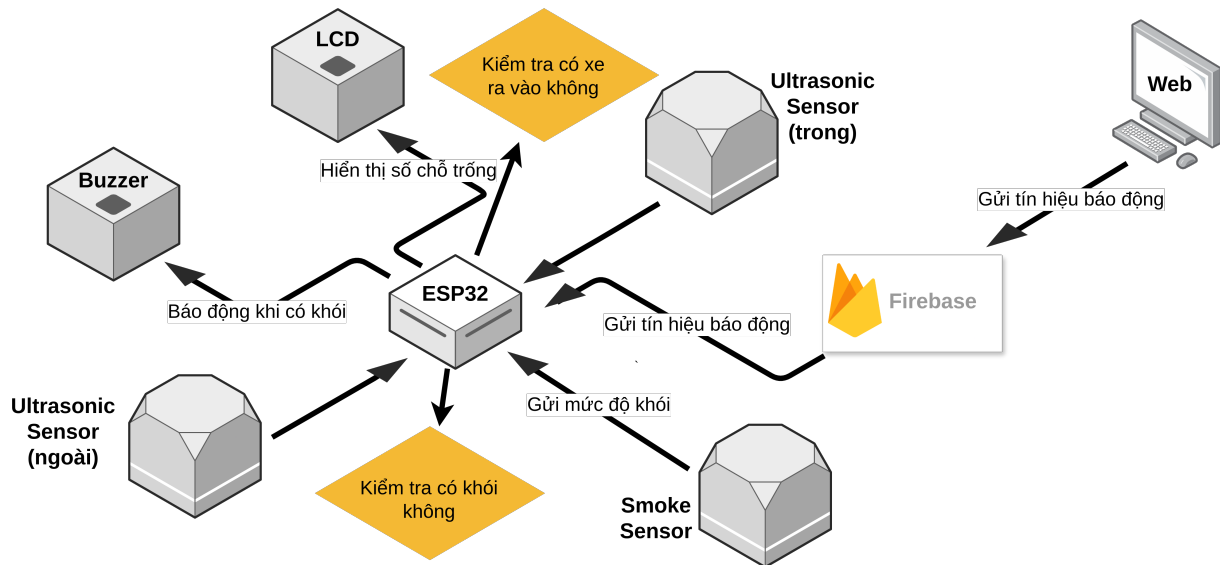 LCD
Kiểm tra có xe
ra vào không
Ultrasonic
Sensor
(trong)
Web
Hiển thị số chỗ trống
Buzzer
Gửi tín hiệu báo động
ESP32
Firebase
Báo động khi có khói
Gửi tín hiệu báo động
Ultrasonic
Sensor
(ngoài)
Gửi mức độ khói
Kiểm tra có khói
không
Smoke
Sensor